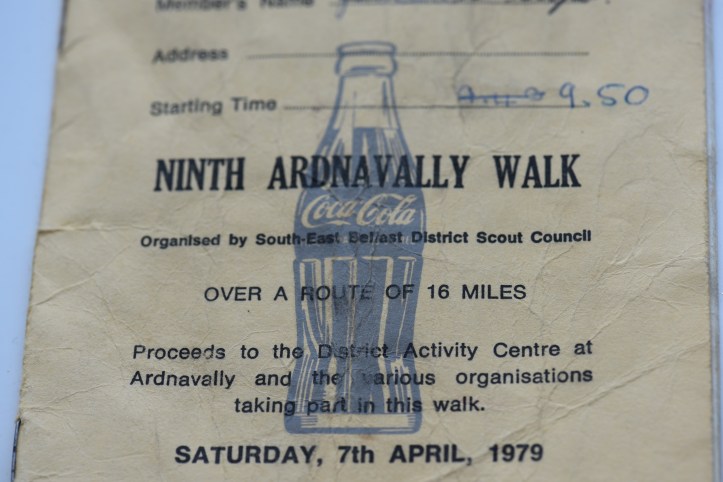 Member's Name
Address
Starting Time 9.50
NINTH ARDNAVALLY WALK
Coca-Cola
Organised by South-East Belfast District Scout Council
OVER A ROUTE OF 16 MILES
Proceeds to the District Activity Centre at
Ardnavally and the various organisations
taking part in this walk.
SATURDAY, 7th APRIL, 1979